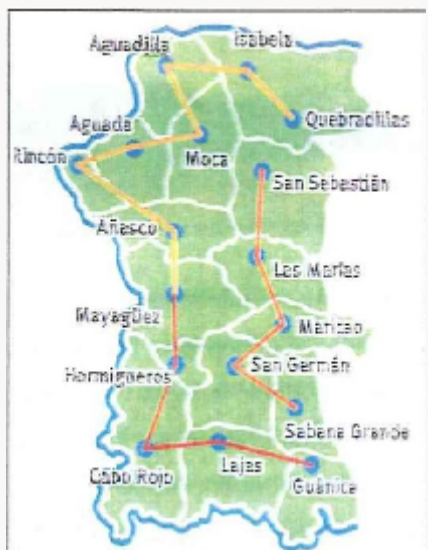 Aguadilla
Isabela
Quebradillas
Aguada
Moca
Rincón
San Sebastián
Añasco
Las Marías
Mayagüez
Maricao
Hormigueros
San Germán
Sabana Grande
Cabo Rojo
Lajas
Guánica